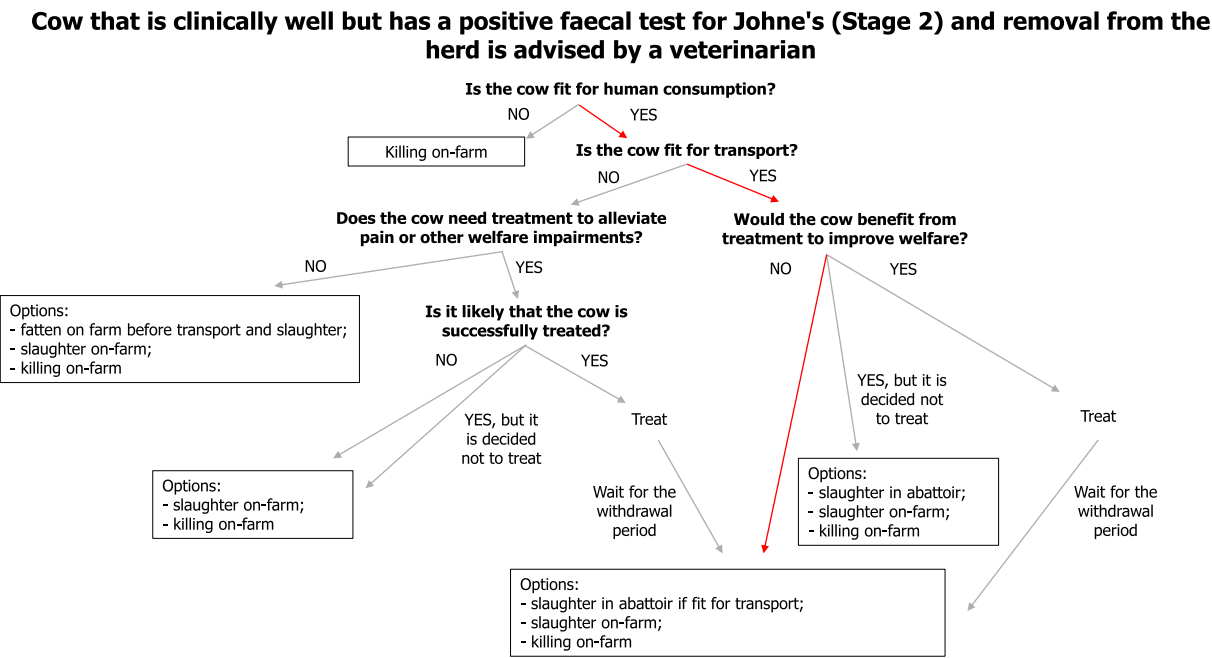 Cow that is clinically well but has a positive faecal test for Johne's (Stage 2) and removal from the
herd is advised by a veterinarian
Is the cow fit for human consumption?
NO
YES
Killing on-farm
Is the cow fit for transport?
NO
YES
Does the cow need treatment to alleviate
pain or other welfare impairments?
Would the cow benefit from
treatment to improve welfare?
NO
YES
NO
YES
Options:
- fatten on farm before transport and slaughter;
- slaughter on-farm;
- killing on-farm
Is it likely that the cow is
successfully treated?
NO
YES
YES, but it
is decided
not to treat
Treat
YES, but it is
decided not
to treat
Treat
Options:
- slaughter on-farm;
- killing on-farm
Wait for the
withdrawal
period
Options:
- slaughter in abattoir;
- slaughter on-farm;
- killing on-farm
Wait for the
withdrawal
period
Options:
- slaughter in abattoir if fit for transport;
- slaughter on-farm;
- killing on-farm